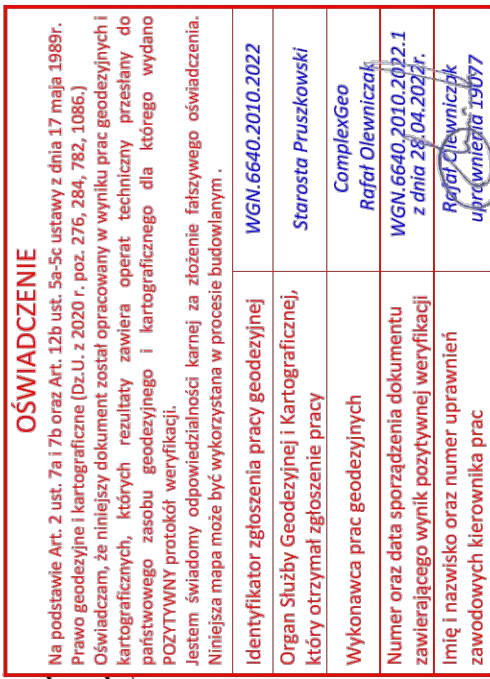 OŚWIADCZENIE
Na podstawie Art. 2 ust. 7a i 7b oraz Art. 12b ust. 5a-5c ustawy z dnia 17 maja 1989r.
Prawo geodezyjne i kartograficzne (Dz.U. z 2020 r. poz. 276, 284, 782, 1086.)
Oświadczam, że niniejszy dokument został opracowany w wyniku prac geodezyjnych i
kartograficznych, których rezultaty zawiera operat techniczny przesłany do
państwowego zasobu geodezyjnego i kartograficznego dla którego wydano
POZYTYWNY protokół weryfikacji.
Jestem świadomy odpowiedzialności karnej za złożenie fałszywego oświadczenia.
Niniejsza mapa może być wykorzystana w procesie budowlanym .
Identyfikator zgłoszenia pracy geodezyjnej
WGN.6640.2010.2022
Organ Służby Geodezyjnej i Kartograficznej,
który otrzymał zgłoszenie pracy
Starosta Pruszkowski
Wykonawca prac geodezyjnych
ComplexGeo
Rafał Olewniczak
Numer oraz data sporządzenia dokumentu
zawierającego wynik pozytywnej weryfikacji
WGN.6640.2010.2022.1
z dnia 28.04.2022r.
Imię i nazwisko oraz numer uprawnień
zawodowych kierownika prac
Rafał Olewniczak
uprawnienia 19077